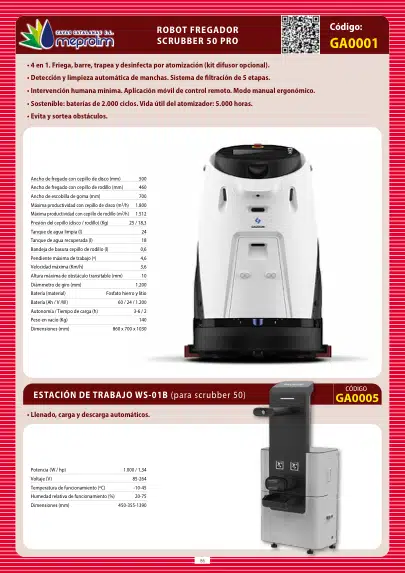 CAPAS CATALANAS S.L.
meprolim
ROBOT FREGADOR
SCRUBBER 50 PRO
Código:
GA0001
• 4 en 1. Friega, barre, trapea y desinfecta por atomización (kit difusor opcional).
• Detección y limpieza automática de manchas. Sistema de filtración de 5 etapas.
• Intervención humana mínima. Aplicación móvil de control remoto. Modo manual ergonómico.
• Sostenible: baterías de 2.000 ciclos. Vida útil del atomizador: 5.000 horas.
• Evita y sortea obstáculos.
Ancho de fregado con cepillo de disco (mm) 500
Ancho de fregado con cepillo de rodillo (mm) 460
Ancho de escobilla de goma (mm) 700
Máxima productividad con cepillo de disco (m²/h) 1.800
Máxima productividad con cepillo de rodillo (m²/h) 1.512
Presión del cepillo (disco / rodillo) (Kg) 25 / 18,3
Tanque de agua limpia (l) 24
Tanque de agua recuperada (l) 18
Bandeja de basura cepillo rodillo (l) 0,6
Pendiente máxima de trabajo (º) 4,6
Velocidad máxima (Km/h) 3,6
Altura máxima de obstáculo transitable (mm) 10
Diámmetro de giro (mm) 1.200
Batería (material) Fosfato hierro y litio
Batería (Ah / V /W) 60 / 24 / 1.200
Autonomía / Tiempo de carga (h) 3-6 / 2
Peso en vacío (Kg) 140
Dimensiones (mm) 860 x 700 x 1030
ESTACIÓN DE TRABAJO WS-01B (para scrubber 50)
CÓDIGO
GA0005
• Llenado, carga y descarga automáticos.
Potencia (W / hp) 1.000 / 1,34
Voltaje (V) 85-264
Temperatura de funcionamiento (ºC) -10-45
Humedad relativa de funcionamiento (%) 20-75
Dimensiones (mm) 450-355-1390